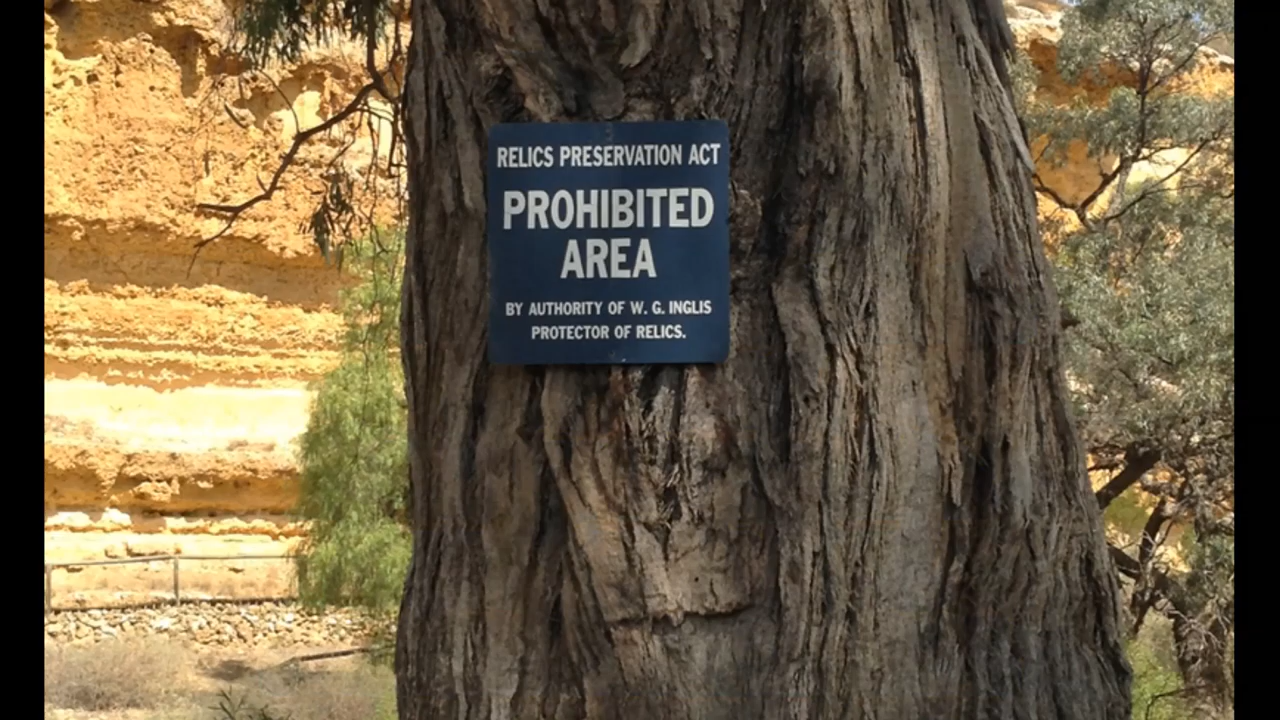 RELICS PRESERVATION ACT
PROHIBITED
AREA
BY AUTHORITY OF W. G. INGLIS
PROTECTOR OF RELICS.